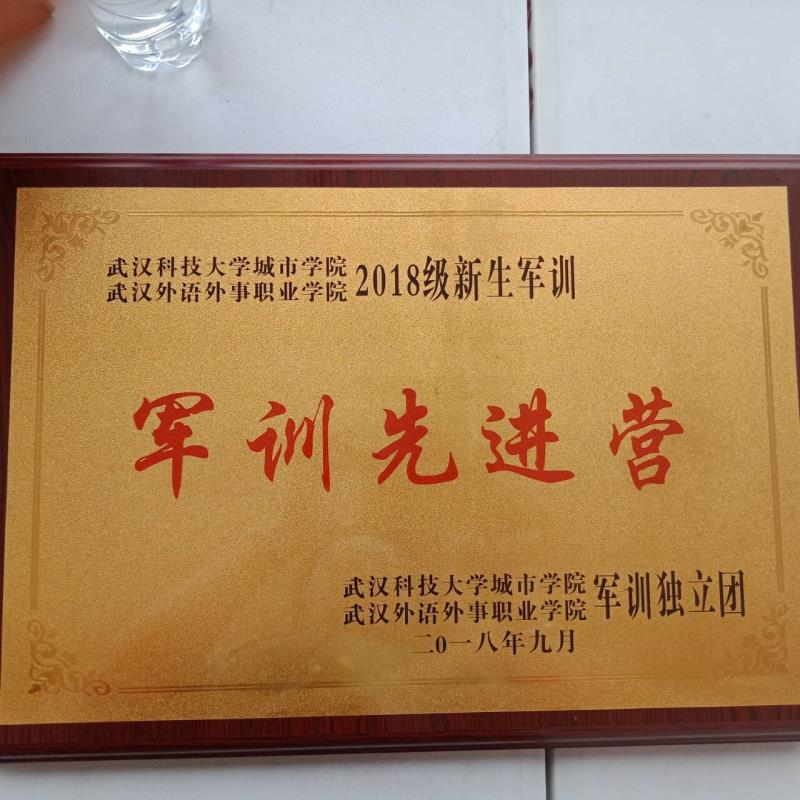 武汉科技大学城市学院
武汉外语外事职业学院
2018级新生军训
军训先进营
武汉科技大学城市学院
武汉外语外事职业学院
军训独立团
二0一八年九月